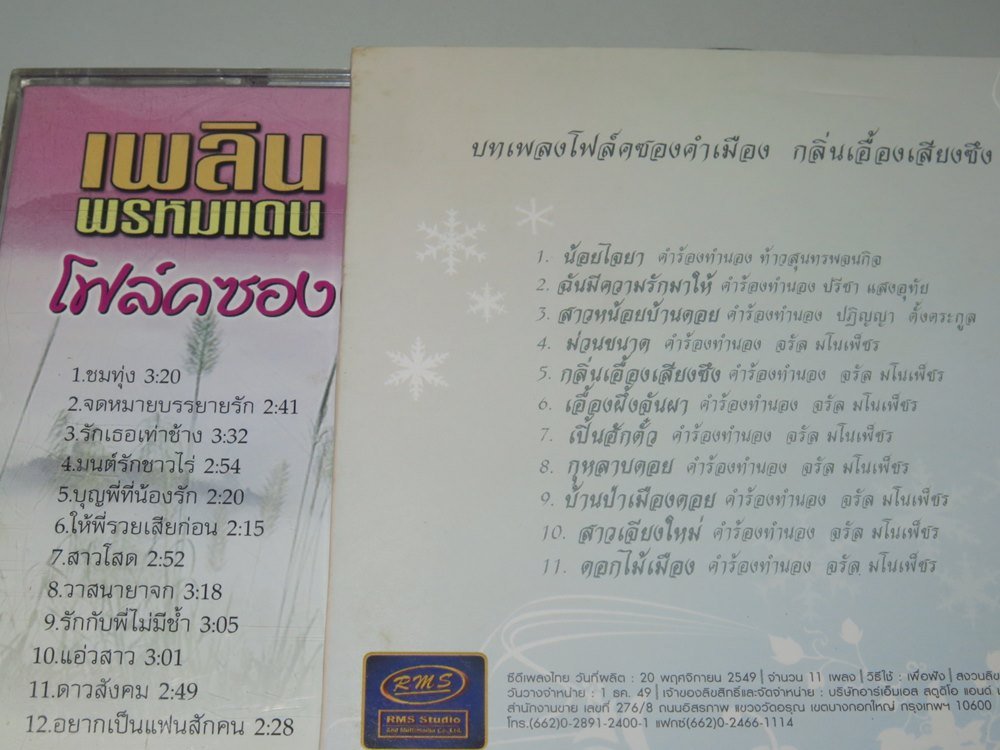 เพลิน
พรหมแดน
โฟล์คซอง
1.ชมทุ่ง 3:20
2.จดหมายบรรยายรัก 2:41
3.รักเธอเท่าช้าง 3:32
4.มนต์รักชาวไร่ 2:54
5.บุญพี่ที่น้องรัก 2:20
6.ให้พี่รวยเสียก่อน 2:15
7.สาวโสด 2:52
8.วาสนายาจก 3:18
9.รักกับพี่ไม่มีช้ำ 3:05
10.แอ่วสาว 3:01
11.ดาวสังคม 2:49
12.อยากเป็นแฟนสักคน 2:28
บทเพลงโฟล์คซองคำเมือง กลิ่นเอื้องเสียงซึง
1. น้อยไจยา คำร้องทำนอง ท้าวสุนทรพจนกิจ
2. ฉันมีความรักมาให้ คำร้องทำนอง ปรีชา แสงอุทัย
3. สาวหน้อยบ้านดอย คำร้องทำนอง ปฏิญญา ตั้งตระกูล
4. ม่วนขนาด คำร้องทำนอง จรัล มโนเพ็ชร
5. กลิ่นเอื้องเสียงซึง คำร้องทำนอง จรัล มโนเพ็ชร
6. เอื้องผึ้งจันผา คำร้องทำนอง จรัล มโนเพ็ชร
7. เปิ้นฮักตั๋ว คำร้องทำนอง จรัล มโนเพ็ชร
8. กุหลาบดอย คำร้องทำนอง จรัล มโนเพ็ชร
9. บ้านป่าเมืองดอย คำร้องทำนอง จรัล มโนเพ็ชร
10. สาวเจียงใหม่ คำร้องทำนอง จรัล มโนเพ็ชร
11. ดอกไม้เมือง คำร้องทำนอง จรัล มโนเพ็ชร
RMS
RMS Studio
And Multi Media Co.,Ltd.
ซีดีเพลงไทย วันที่ผลิต : 20 พฤศจิกายน 2549 | จำนวน 11 เพลง | วิธีใช้ : เพื่อฟัง | สงวนลิข
วันวางจำหน่าย : 1 ธค. 49 | เจ้าของลิขสิทธิ์และจัดจำหน่าย : บริษัทอาร์เอ็มเอส สตูดิโอ แอนด์
สำนักงานขาย เลขที่ 276/8 ถนนอิสรภาพ แขวงวัดอรุณ เขตบางกอกใหญ่ กรุงเทพฯ 10600
โทร.(662)0-2891-2400-1 แฟกซ์(662)0-2466-1114